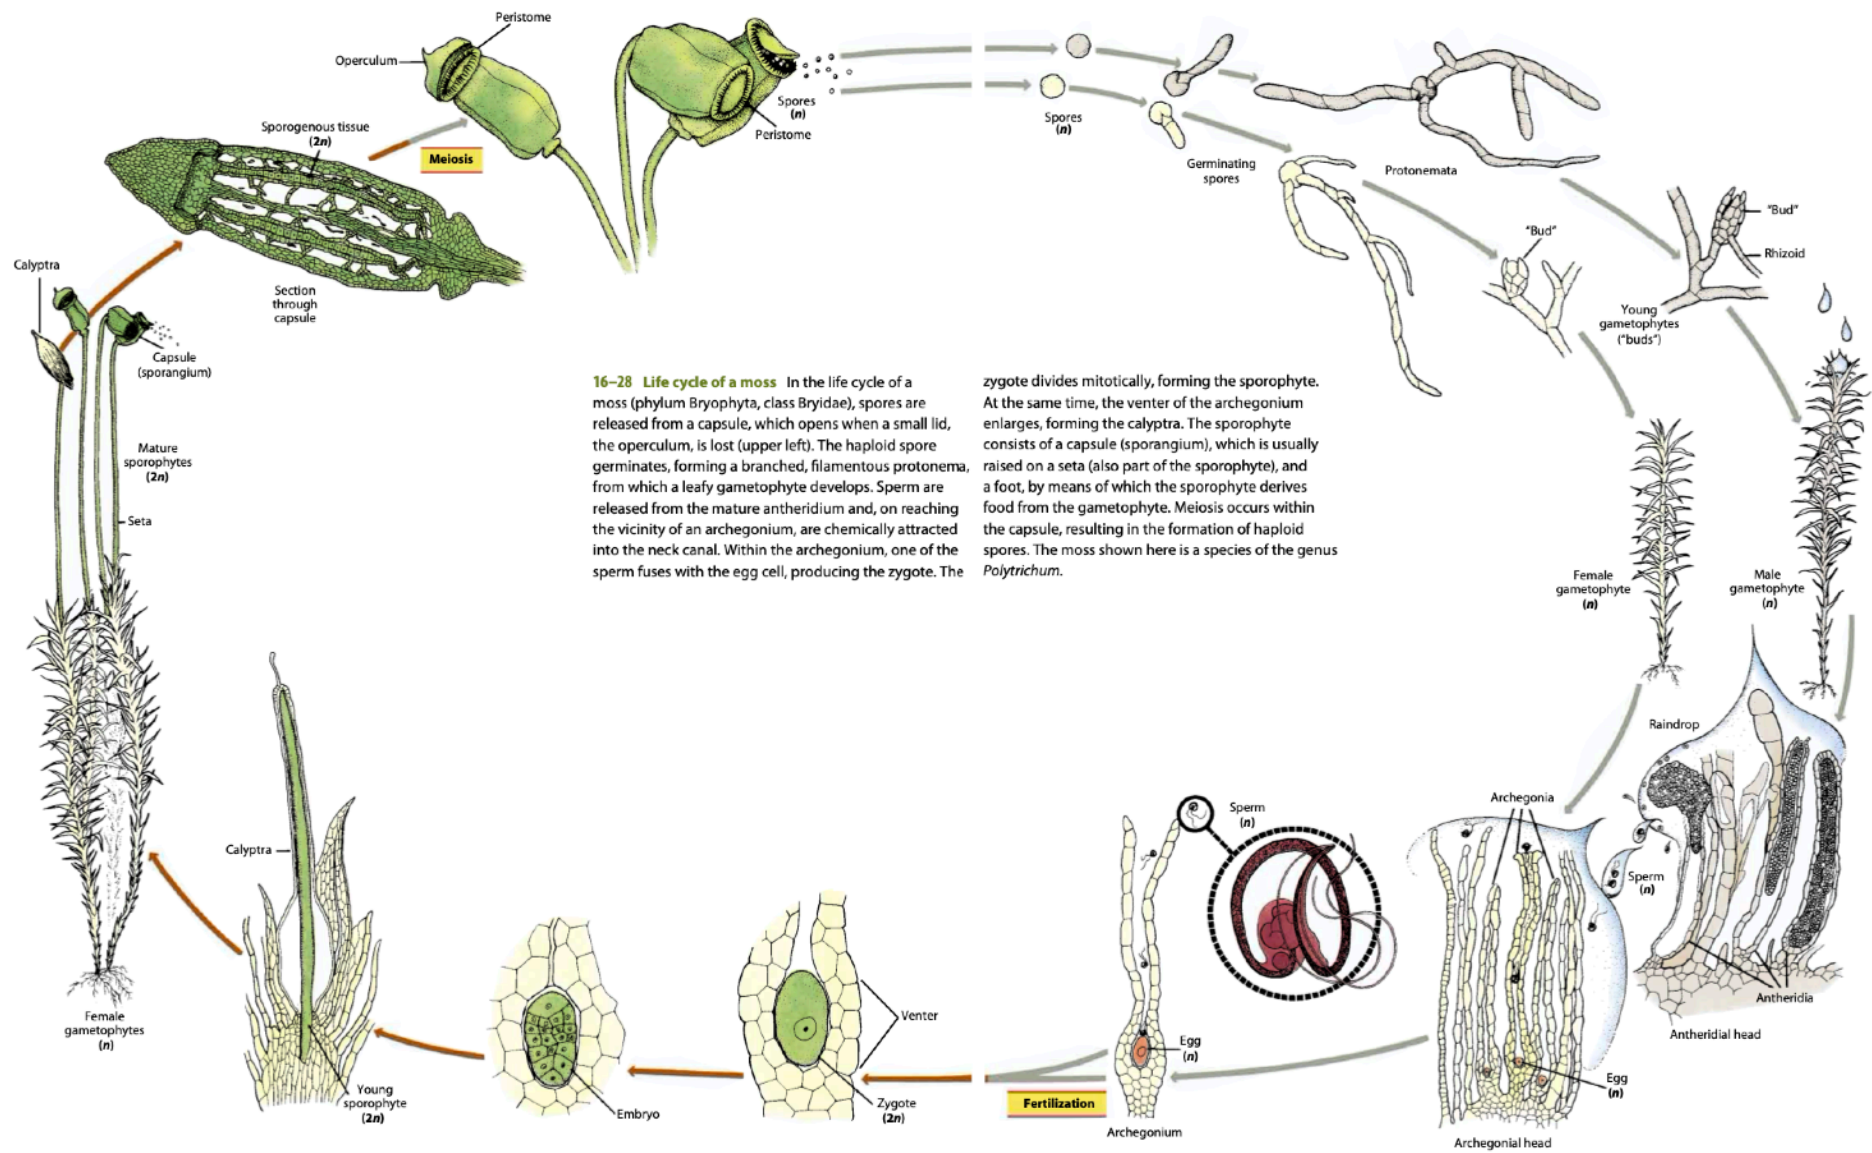 Peristome
Operculum
Sporogenous tissue
(2n)
Meiosis
Spores
(n)
Peristome
Spores
(n)
Germinating
spores
Protonemata
"Bud"
"Bud"
Rhizoid
Young
gametophytes
("buds")
Calyptra
Section
through
capsule
Capsule
(sporangium)
Mature
sporophytes
(2n)
Seta
16–28 Life cycle of a moss In the life cycle of a
moss (phylum Bryophyta, class Bryidae), spores are
released from a capsule, which opens when a small lid,
the operculum, is lost (upper left). The haploid spore
germinates, forming a branched, filamentous protonema,
from which a leafy gametophyte develops. Sperm are
released from the mature antheridium and, on reaching
the vicinity of an archegonium, are chemically attracted
into the neck canal. Within the archegonium, one of the
sperm fuses with the egg cell, producing the zygote. The
zygote divides mitotically, forming the sporophyte.
At the same time, the venter of the archegonium
enlarges, forming the calyptra. The sporophyte
consists of a capsule (sporangium), which is usually
raised on a seta (also part of the sporophyte), and
a foot, by means of which the sporophyte derives
food from the gametophyte. Meiosis occurs within
the capsule, resulting in the formation of haploid
spores. The moss shown here is a species of the genus
Polytrichum.
Female
gametophyte
(n)
Male
gametophyte
(n)
Raindrop
Archegonia
Sperm
(n)
Sperm
(n)
Antheridia
Antheridial head
Egg
(n)
Archegonial head
Egg
(n)
Archegonium
Fertilization
Venter
Zygote
(2n)
Embryo
Calyptra
Young
sporophyte
(2n)
Female
gametophytes
(n)